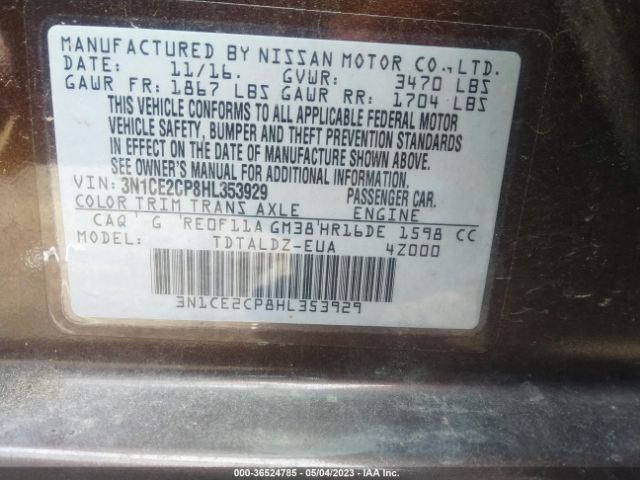 MANUFACTURED BY NISSAN MOTOR CO.,LTD.
DATE: 11/16. GVWR: 3470 LBS
GAWR FR: 1867 LBS GAWR RR: 1704 LBS
THIS VEHICLE CONFORMS TO ALL APPLICABLE FEDERAL MOTOR
VEHICLE SAFETY, BUMPER AND THEFT PREVENTION STANDARDS
IN EFFECT ON THE DATE OF MANUFACTURE SHOWN ABOVE.
SEE OWNER'S MANUAL FOR ADDITIONAL INFORMATION.
VIN: 3N1CE2CP8HL353929 PASSENGER CAR.
COLOR TRIM TRANS AXLE ENGINE
CAQ' G 'RE0F11A GM38'HR16DE 1598 CC
MODEL: TDTALDZ-EUA 4Z000
3N1CE2CP8HL353929
000-36524785 - 05/04/2023 - IAA Inc.